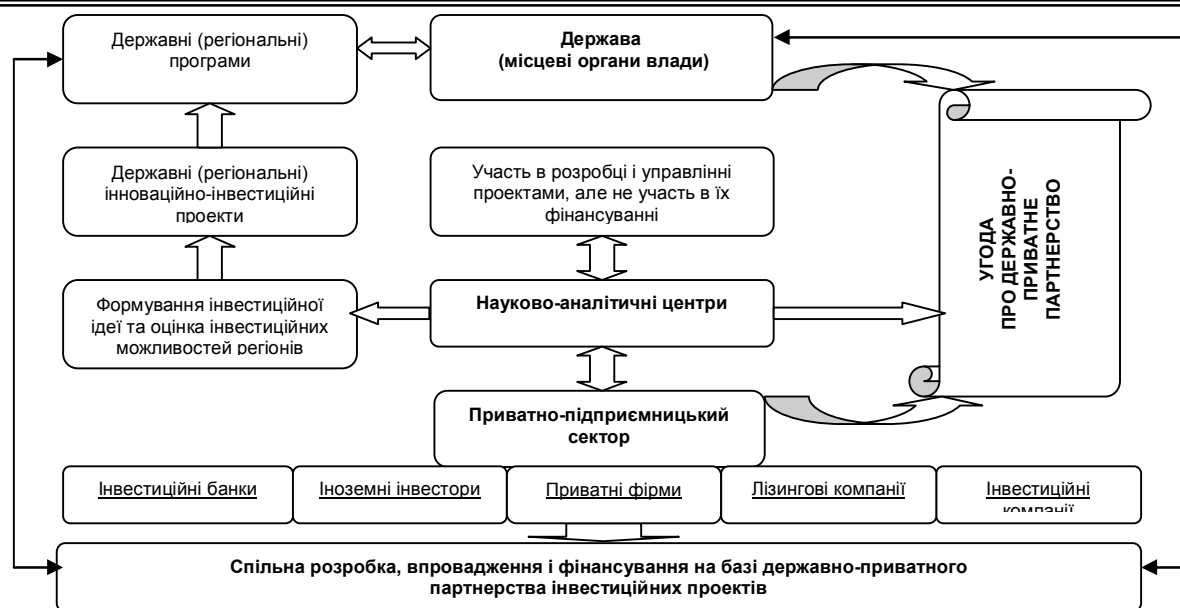 Державні (регіональні)
програми
Держава
(місцеві органи влади)
Державні (регіональні)
інноваційно-інвестиційні
проекти
Участь в розробці і управлінні
проектами, але не участь в їх
фінансуванні
УГОДА
ПРО ДЕРЖАВНО-
ПРИВАТНЕ
ПАРТНЕРСТВО
Формування інвестиційної
ідеї та оцінка інвестиційних
можливостей регіонів
Науково-аналітичні центри
Приватно-підприємницький
сектор
Інвестиційні банки
Іноземні інвестори
Приватні фірми
Лізингові компанії
Інвестиційні
компанії
Спільна розробка, впровадження і фінансування на базі державно-приватного
партнерства інвестиційних проектів